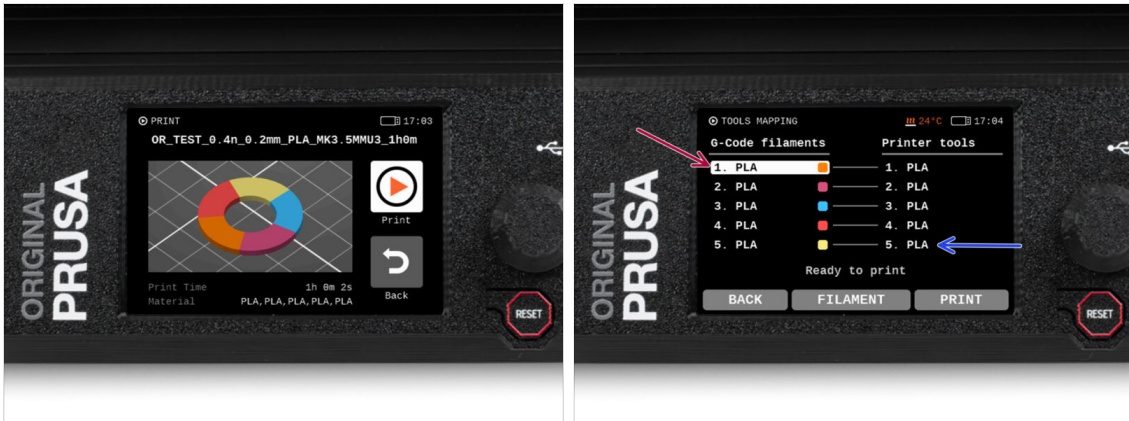 PRINT 17:03
OR_TEST_0.4n_0.2mm_PLA_MK3.5MMU3_1h0m
Print
Print Time 1h 0m 2s
Material PLA,PLA,PLA,PLA,PLA
Back
ORIGINAL
PRUSA
RESET
TOOLS MAPPING 24°C 17:04
G-Code filaments Printer tools
1. PLA 1. PLA
2. PLA 2. PLA
3. PLA 3. PLA
4. PLA 4. PLA
5. PLA 5. PLA
Ready to print
BACK FILAMENT PRINT
ORIGINAL
PRUSA
RESET